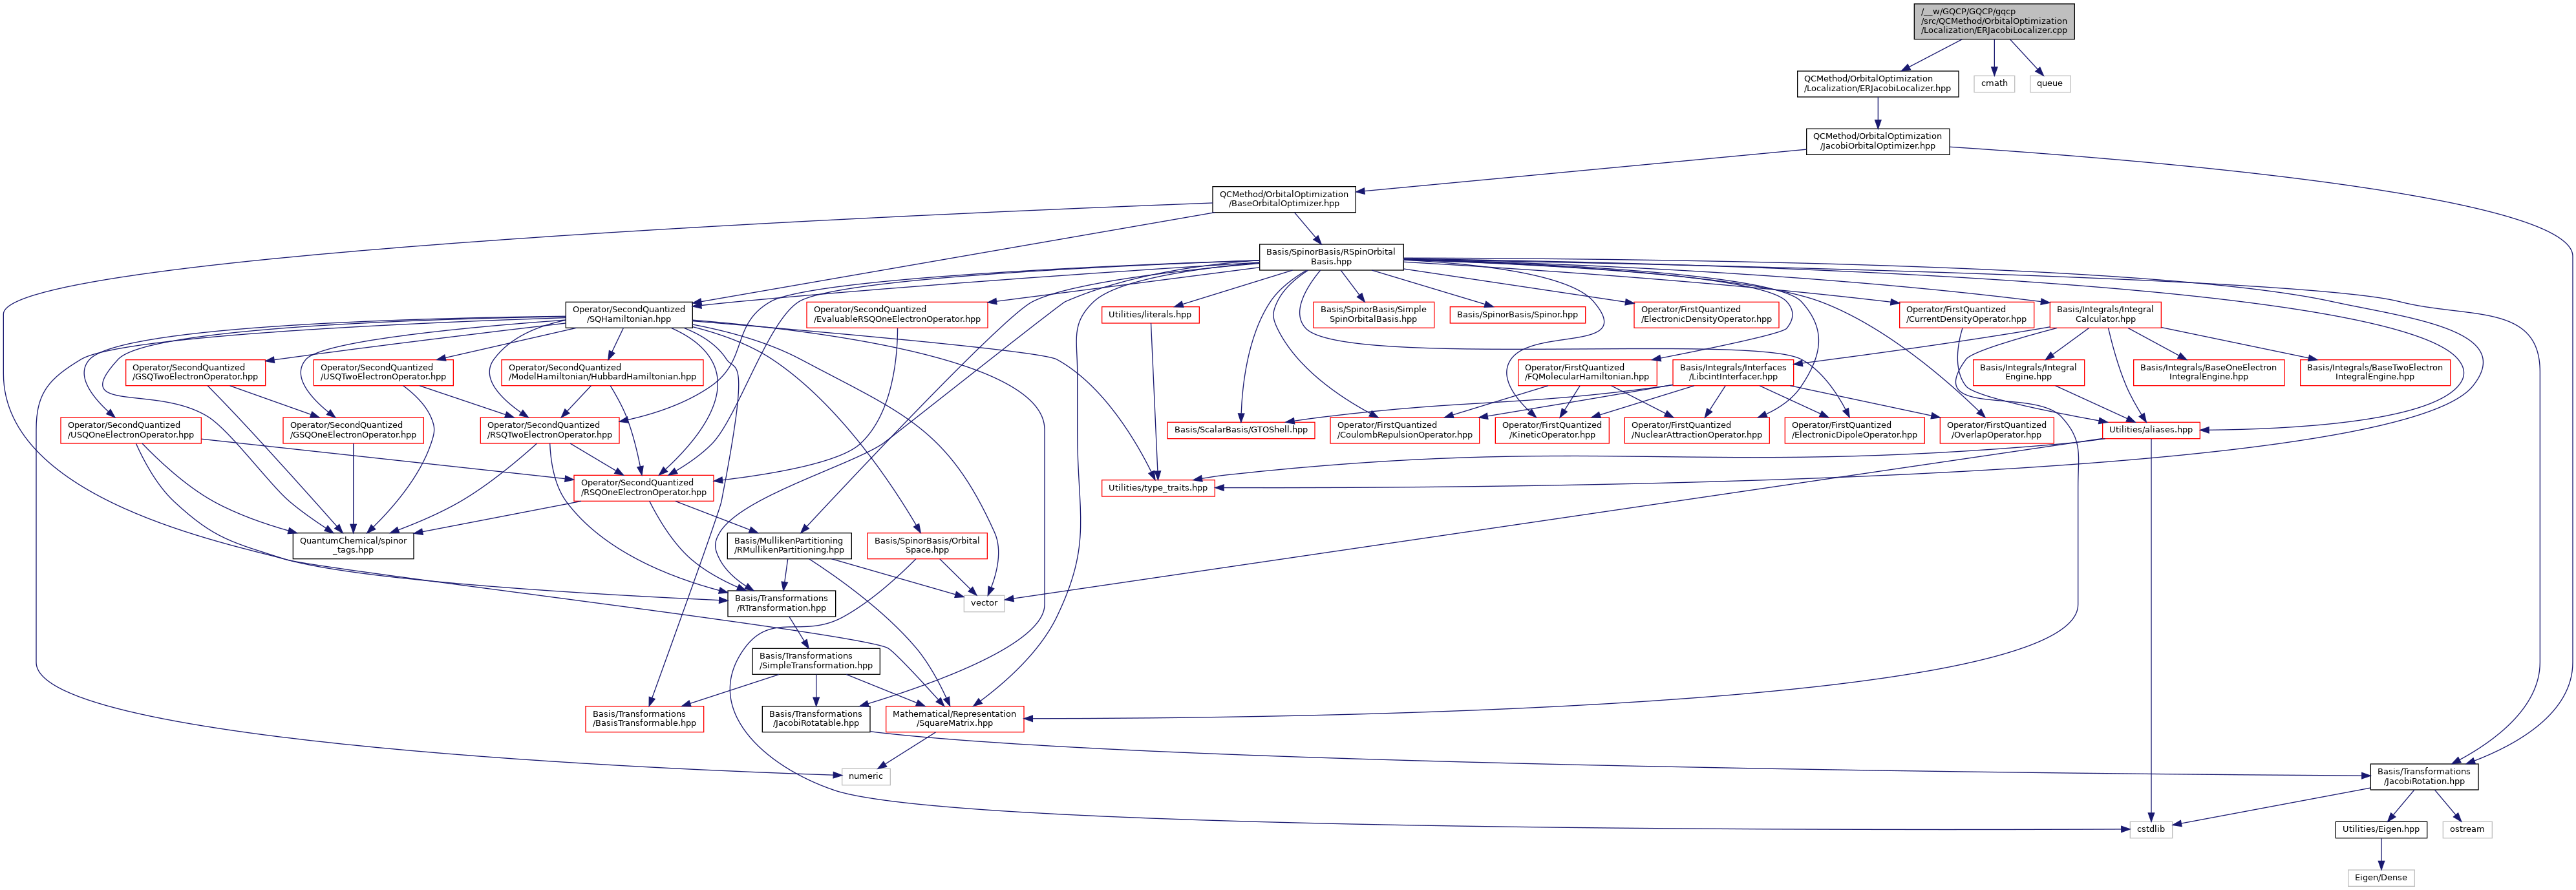 /__w/GQCP/GQCP/gqcp
/src/QCMethod/OrbitalOptimization
/Localization/ERJacobiLocalizer.cpp
QCMethod/OrbitalOptimization
/Localization/ERJacobiLocalizer.hpp
cmath
queue
QCMethod/OrbitalOptimization
/JacobiOrbitalOptimizer.hpp
QCMethod/OrbitalOptimization
/BaseOrbitalOptimizer.hpp
Basis/SpinorBasis/RSpinOrbital
Basis.hpp
Operator/SecondQuantized
/SQHamiltonian.hpp
Operator/SecondQuantized
/EvaluableRSQOneElectronOperator.hpp
Utilities/literals.hpp
Basis/SpinorBasis/Simple
SpinOrbitalBasis.hpp
Basis/SpinorBasis/Spinor.hpp
Operator/FirstQuantized
/ElectronicDensityOperator.hpp
Operator/FirstQuantized
/CurrentDensityOperator.hpp
Basis/Integrals/Integral
Calculator.hpp
Operator/SecondQuantized
/GSQTwoElectronOperator.hpp
Operator/SecondQuantized
/USQTwoElectronOperator.hpp
Operator/SecondQuantized
/ModelHamiltonian/HubbardHamiltonian.hpp
Operator/FirstQuantized
/FQMolecularHamiltonian.hpp
Basis/Integrals/Interfaces
/LibcintInterfacer.hpp
Basis/Integrals/Integral
Engine.hpp
Basis/Integrals/BaseOneElectron
IntegralEngine.hpp
Basis/Integrals/BaseTwoElectron
IntegralEngine.hpp
Operator/SecondQuantized
/USQOneElectronOperator.hpp
Operator/SecondQuantized
/GSQOneElectronOperator.hpp
Operator/SecondQuantized
/RSQTwoElectronOperator.hpp
Basis/ScalarBasis/GTOShell.hpp
Operator/FirstQuantized
/CoulombRepulsionOperator.hpp
Operator/FirstQuantized
/KineticOperator.hpp
Operator/FirstQuantized
/NuclearAttractionOperator.hpp
Operator/FirstQuantized
/ElectronicDipoleOperator.hpp
Operator/FirstQuantized
/OverlapOperator.hpp
Utilities/aliases.hpp
Operator/SecondQuantized
/RSQOneElectronOperator.hpp
Utilities/type_traits.hpp
QuantumChemical/spinor
_tags.hpp
Basis/MullikenPartitioning
/RMullikenPartitioning.hpp
Basis/SpinorBasis/Orbital
Space.hpp
Basis/Transformations
/RTransformation.hpp
vector
Basis/Transformations
/SimpleTransformation.hpp
Basis/Transformations
/BasisTransformable.hpp
Basis/Transformations
/JacobiRotatable.hpp
Mathematical/Representation
/SquareMatrix.hpp
numeric
Basis/Transformations
/JacobiRotation.hpp
cstdlib
Utilities/Eigen.hpp
ostream
Eigen/Dense